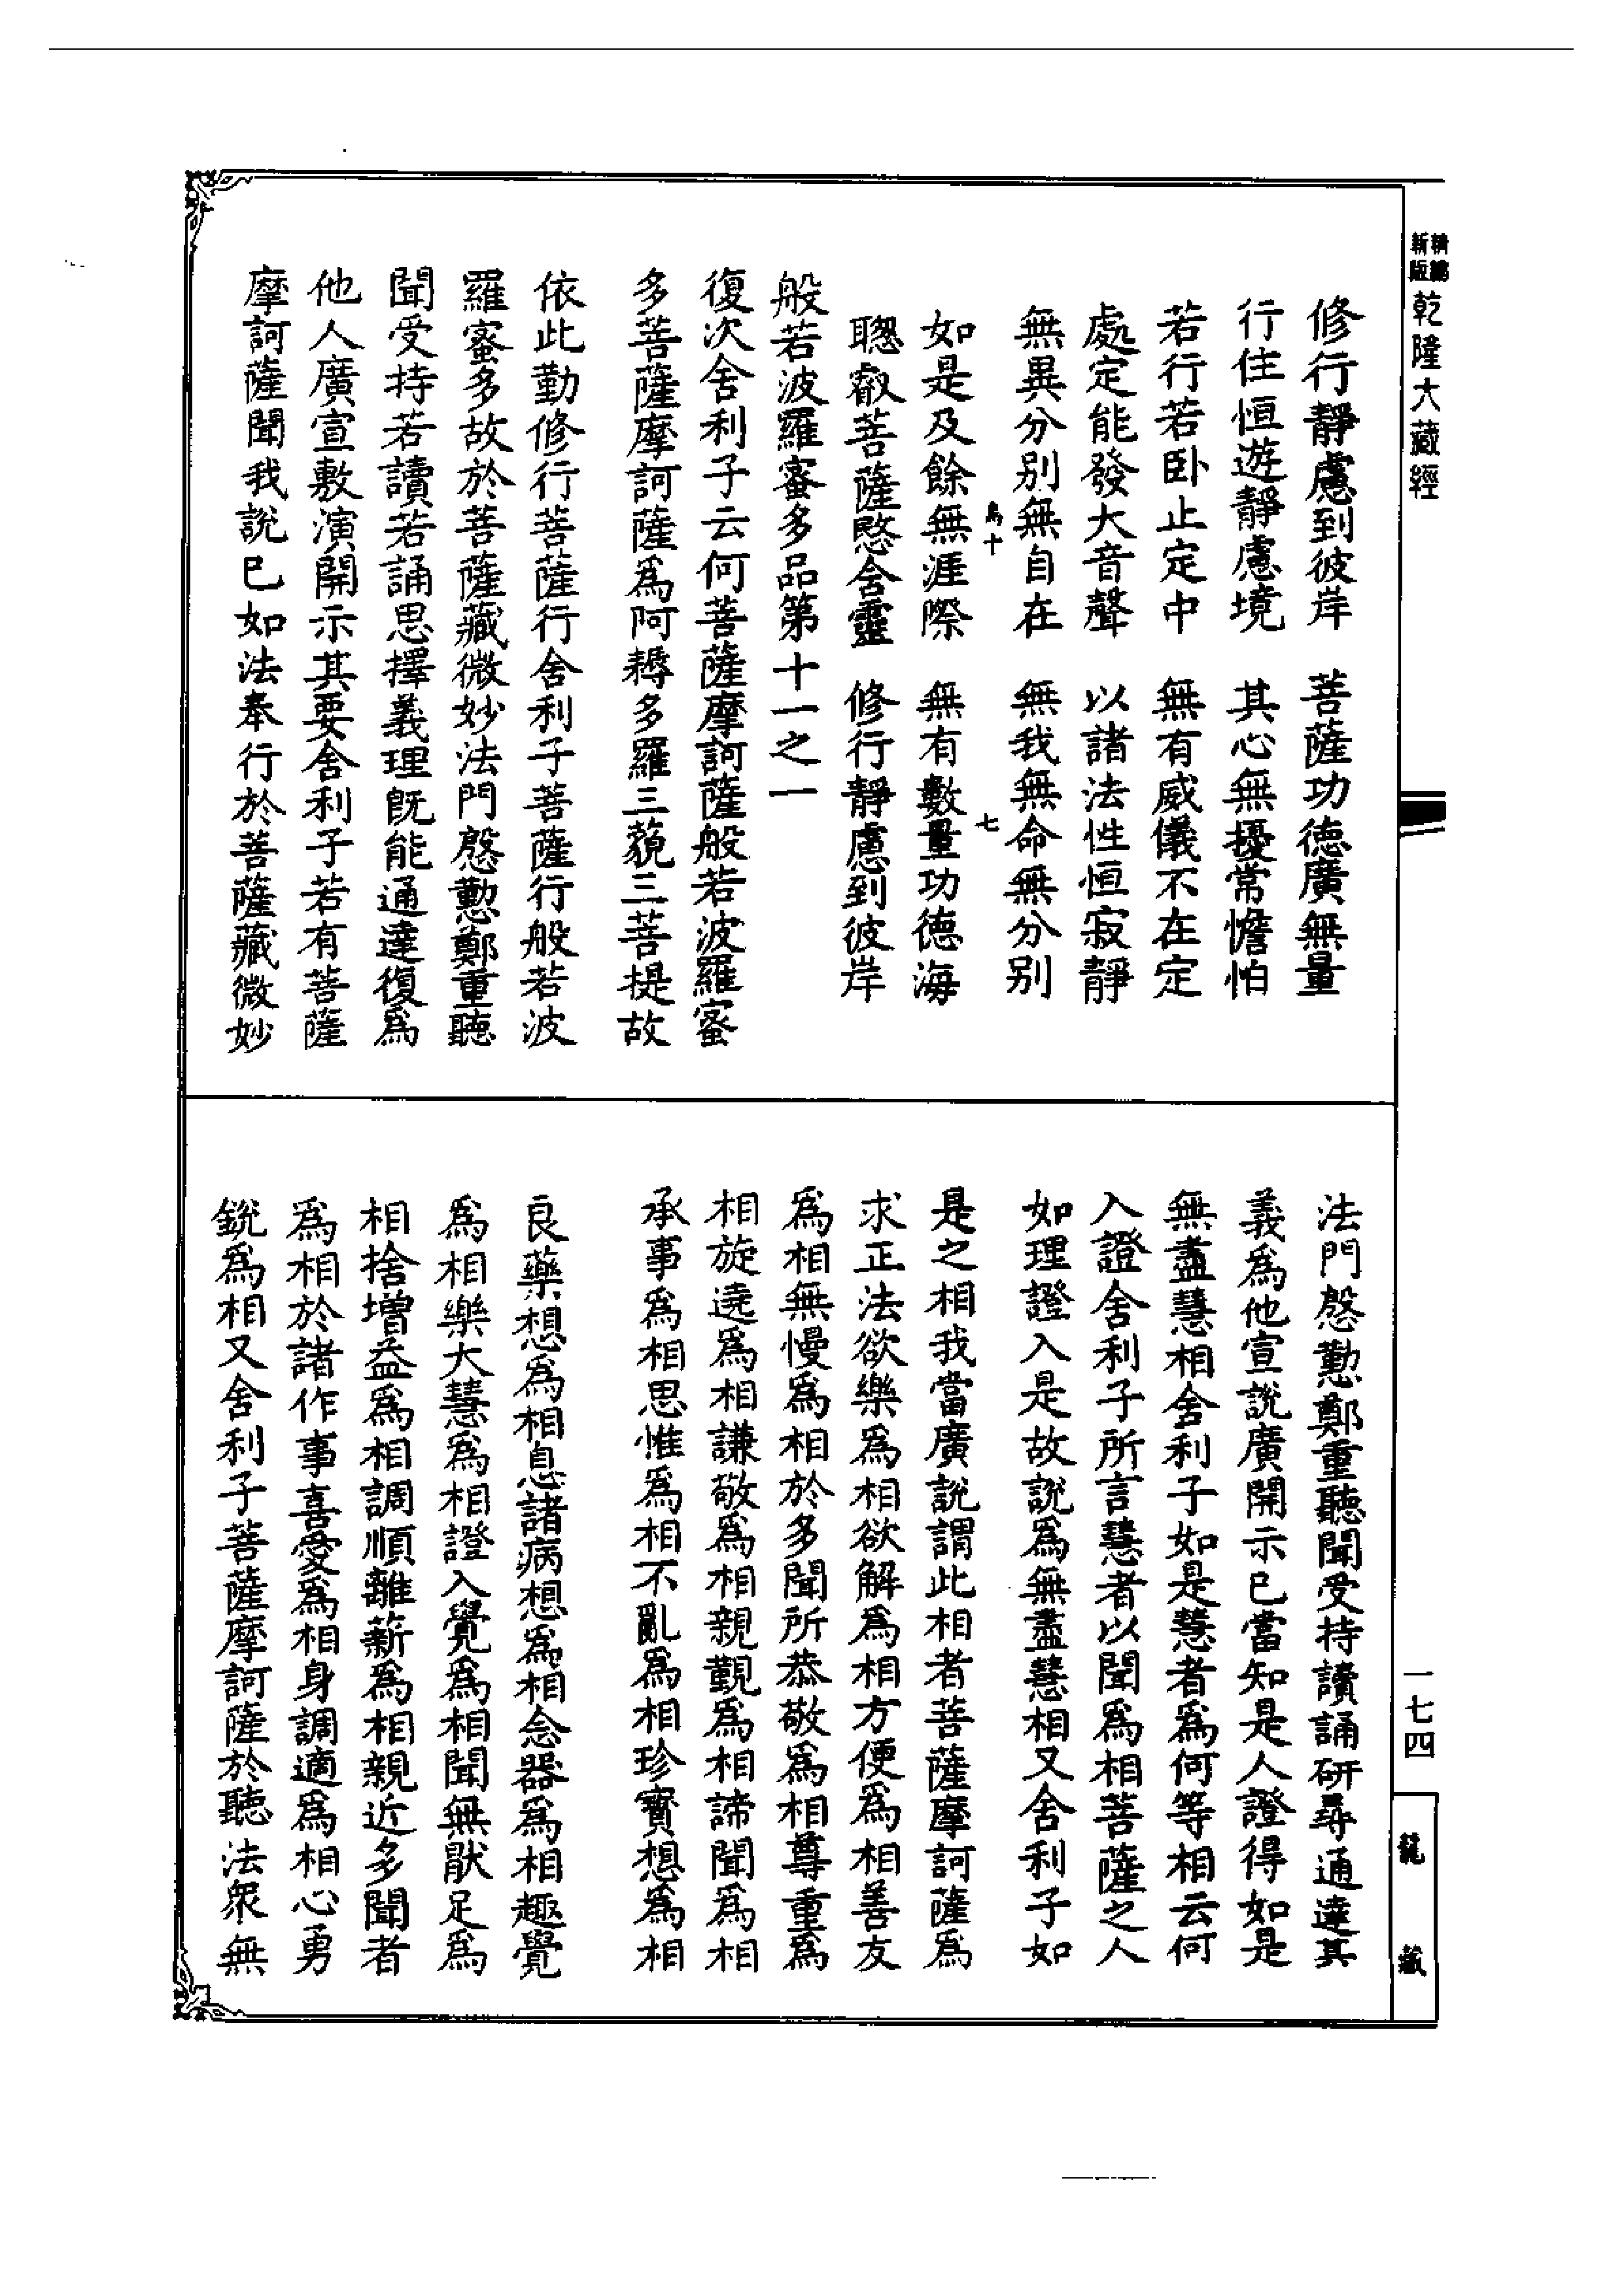 精編新版乾隆大藏經
修行靜慮到彼岸　菩薩功德廣無量
行住恒遊靜慮境　其心無擾常憺怕
若行若卧止定中　無有威儀不在定
處定能發大音聲　以諸法性恒寂靜
無異分別無自在　無我無命無分別
鳥十　七
如是及餘無涯際　無有數量功德海
聰叡菩薩愍含靈　修行靜慮到彼岸
般若波羅蜜多品第十一之一
復次舍利子云何菩薩摩訶薩般若波羅蜜
多菩薩摩訶薩爲阿耨多羅三藐三菩提故
依此勤修行菩薩行舍利子菩薩行般若波
羅蜜多故於菩薩藏微妙法門慇懃鄭重聽
聞受持若讀若誦思擇義理旣能通達復爲
他人廣宣敷演開示其要舍利子若有菩薩
摩訶薩聞我說已如法奉行於菩薩藏微妙
法門慇懃鄭重聽聞受持讀誦研尋通達其
義爲他宣說廣開示已當知是人證得如是
無盡慧相舍利子如是慧者爲何等相云何
入證舍利子所言慧者以聞爲相菩薩之人
如理證入是故說爲無盡慧相又舍利子如
是之相我當廣說謂此相者菩薩摩訶薩爲
求正法欲樂爲相欲解爲相方便爲相善友
爲相無慢爲相於多聞所恭敬爲相尊重爲
相旋遶爲相謙敬爲相親覲爲相諦聞爲相
承事爲相思惟爲相不亂爲相珍寶想爲相
良藥想爲相息諸病想爲相念器爲相趣覺
爲相樂大慧爲相證入覺爲相聞無猒足爲
相捨增益爲相調順離薪爲相親近多聞者
爲相於諸作事喜愛爲相身調適爲相心勇
銳爲相又舍利子菩薩摩訶薩於聽法衆無
一七四
龍藏